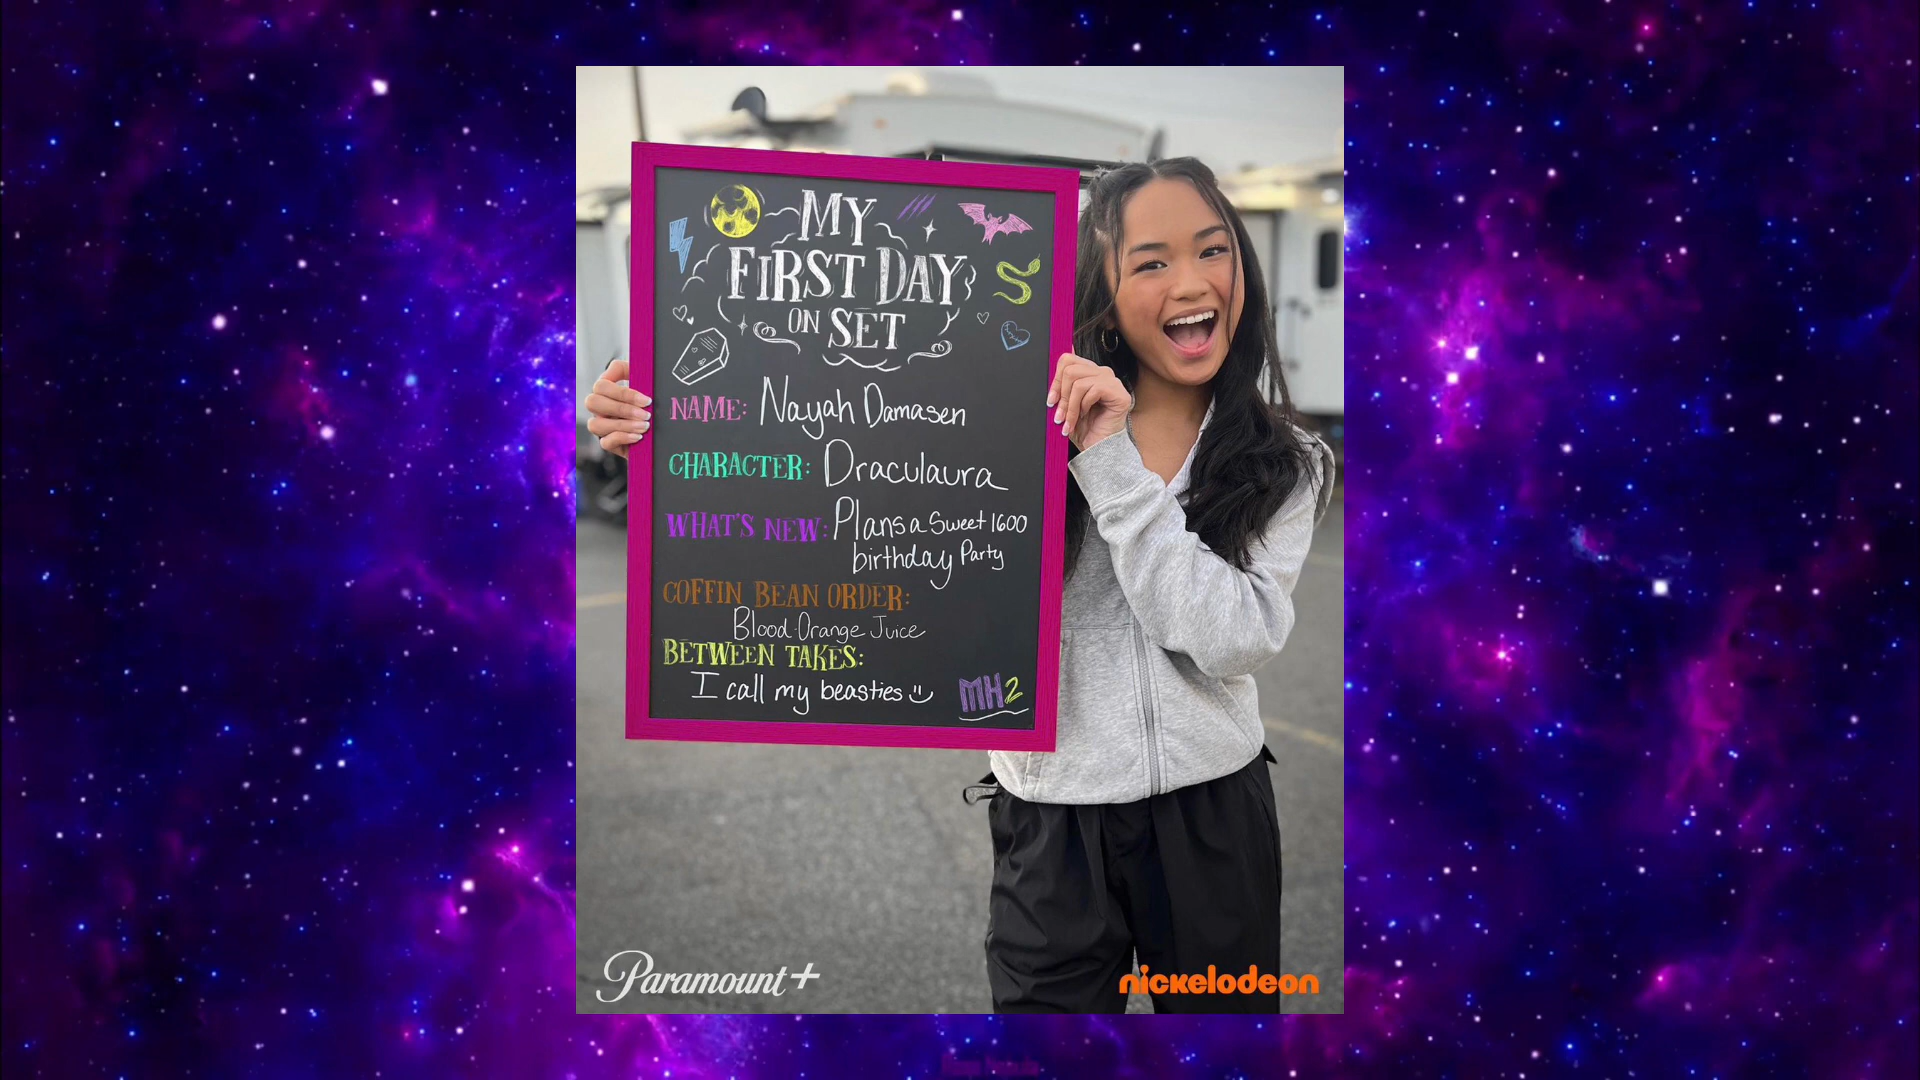 MY
FIRST DAY
ON SET
NAME: Nayah Damasen
CHARACTER: Draculaura
WHAT'S NEW: Plans a Sweet 1600
birthday Party
COFFIN BEAN ORDER:
Blood Orange Juice
BETWEEN TAKES:
I call my beasties
MH2
Paramount+
nickelodeon